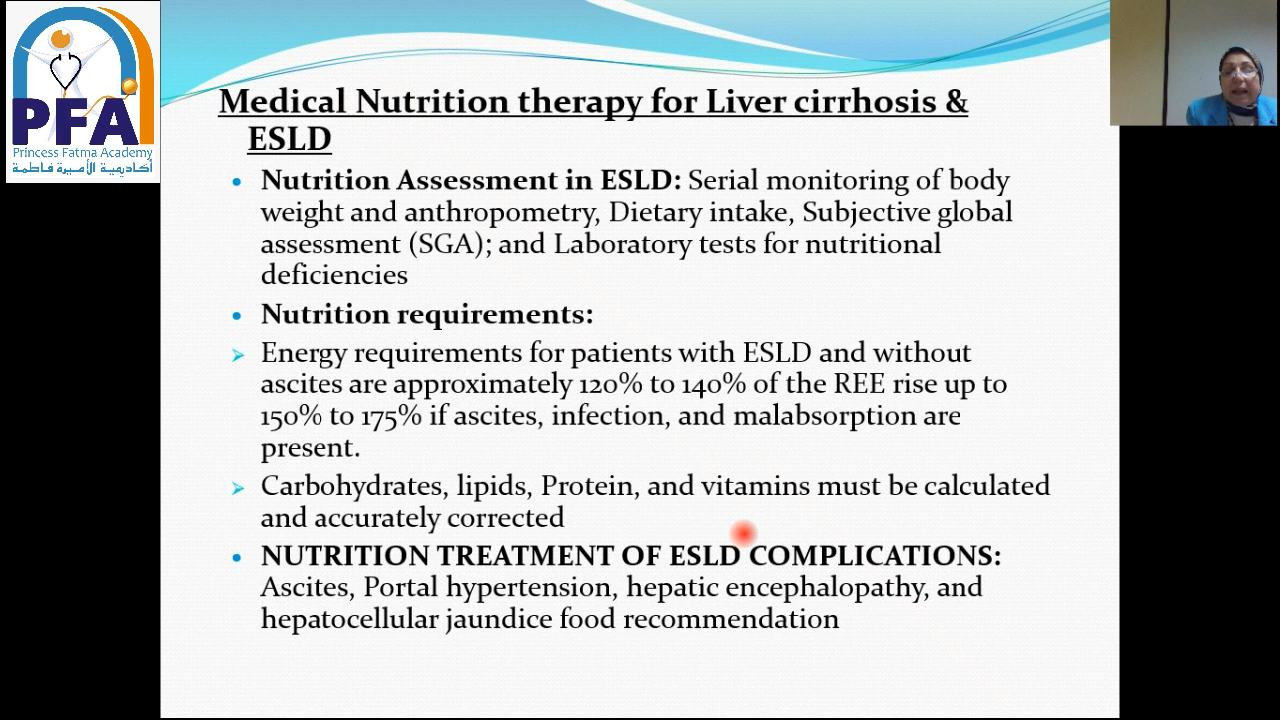 PFA
Princess Fatma Academy
أكاديمية الأميرة فاطمة
Medical Nutrition therapy for Liver cirrhosis &
ESLD
• Nutrition Assessment in ESLD: Serial monitoring of body
weight and anthropometry, Dietary intake, Subjective global
assessment (SGA); and Laboratory tests for nutritional
deficiencies
• Nutrition requirements:
➢ Energy requirements for patients with ESLD and without
ascites are approximately 120% to 140% of the REE rise up to
150% to 175% if ascites, infection, and malabsorption are
present.
➢ Carbohydrates, lipids, Protein, and vitamins must be calculated
and accurately corrected
• NUTRITION TREATMENT OF ESLD COMPLICATIONS:
Ascites, Portal hypertension, hepatic encephalopathy, and
hepatocellular jaundice food recommendation